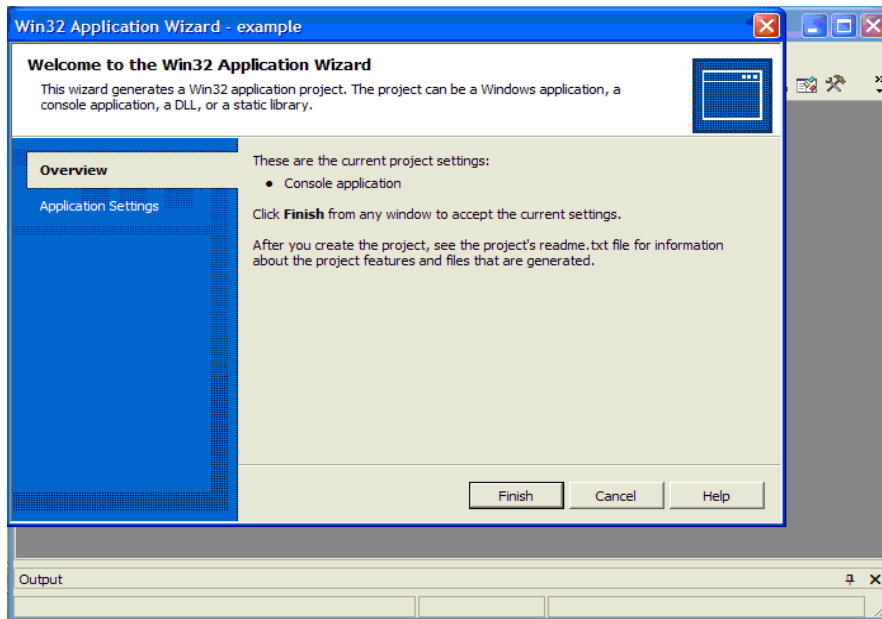 Win32 Application Wizard - example
Welcome to the Win32 Application Wizard
This wizard generates a Win32 application project. The project can be a Windows application, a
console application, a DLL, or a static library.
Overview
Application Settings
These are the current project settings:
• Console application
Click Finish from any window to accept the current settings.
After you create the project, see the project's readme.txt file for information
about the project features and files that are generated.
Finish
Cancel
Help
Output